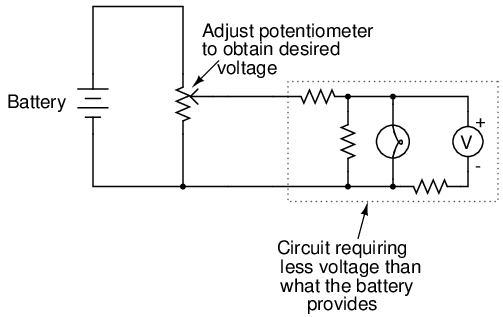 Adjust potentiometer
to obtain desired
voltage
Battery
+
V
-
Circuit requiring
less voltage than
what the battery
provides